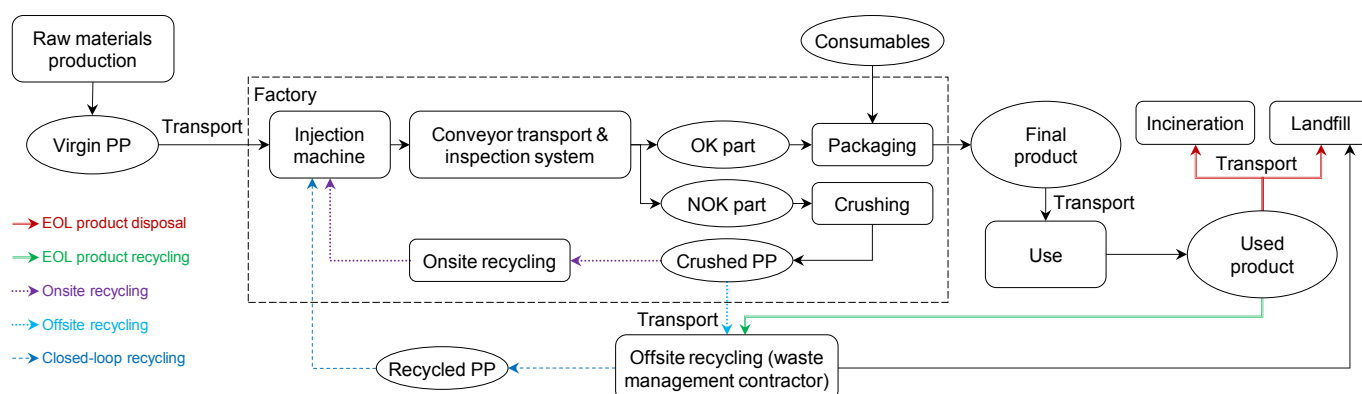 Raw materials
production
Consumables
Factory
Virgin PP
Transport
Injection
machine
Conveyor transport &
inspection system
OK part
Packaging
NOK part
Crushing
Onsite recycling
Crushed PP
Final
product
Transport
Use
Used
product
Incineration
Landfill
Transport
EOL product disposal
EOL product recycling
Onsite recycling
Offsite recycling
Closed-loop recycling
Transport
Recycled PP
Offsite recycling (waste
management contractor)